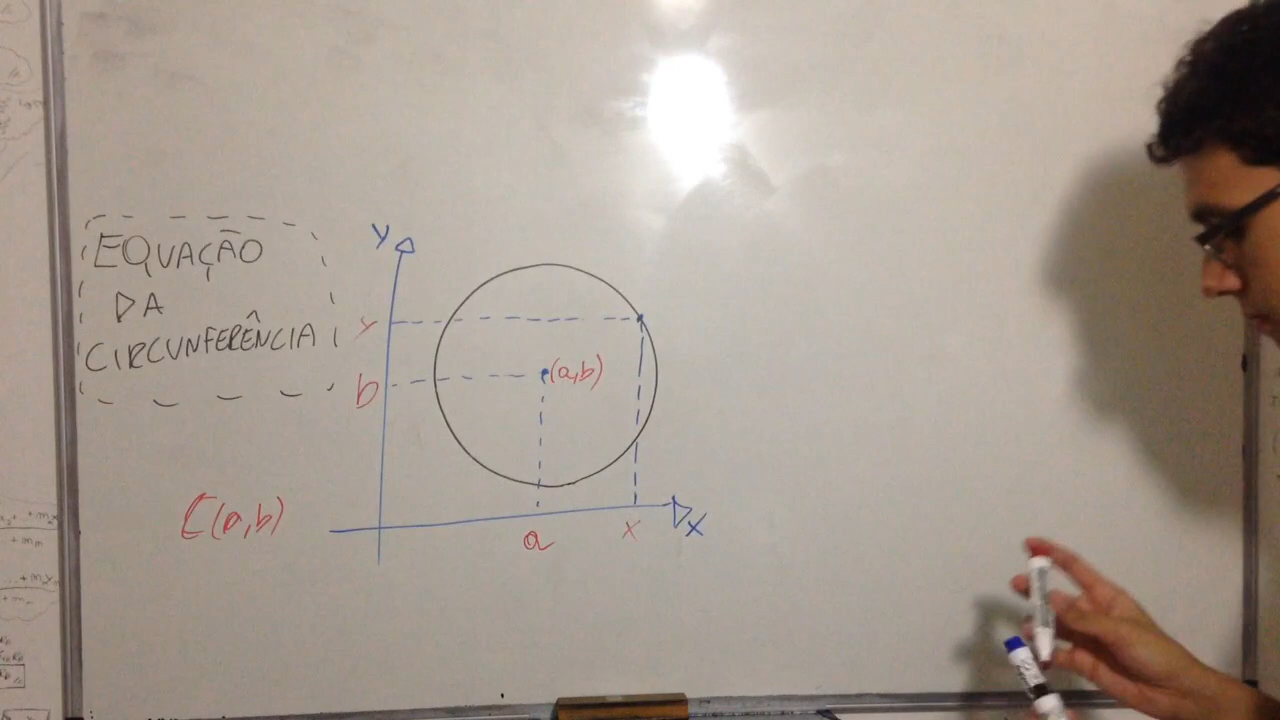 EQUAÇÃO
DA
CIRCUNFERÊNCIA
Y
y
b
(a,b)
C(a,b)
a
x
X